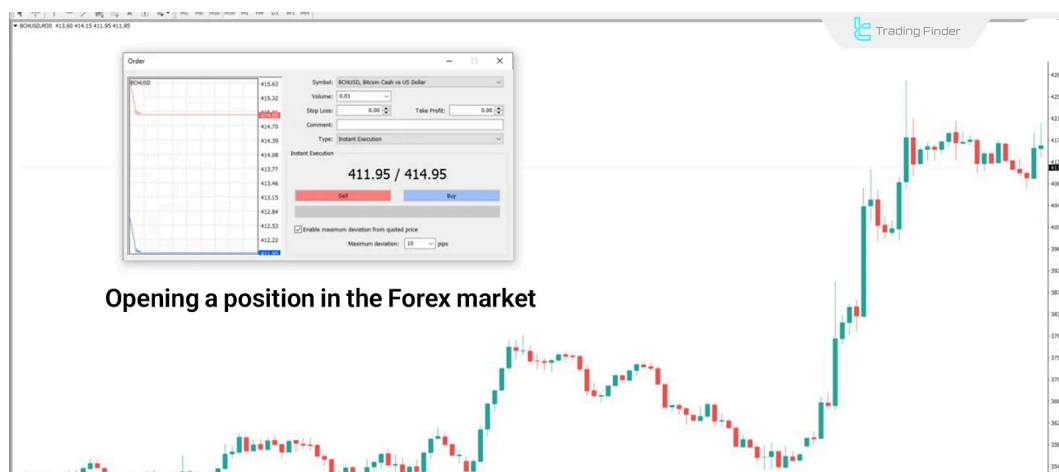 BCHUSD,M30 413.60 414.15 411.95 411.95
Trading Finder
Order
BCHUSD
415.63
415.32
414.95
414.70
414.39
414.08
413.77
413.46
413.15
412.84
412.53
412.22
411.95
Symbol: BCHUSD, Bitcoin Cash vs US Dollar
Volume: 0.01
Stop Loss: 0.00 Take Profit: 0.00
Comment:
Type: Instant Execution
Instant Execution
411.95 / 414.95
Sell Buy
Enable maximum deviation from quoted price
Maximum deviation: 10 pips
Opening a position in the Forex market